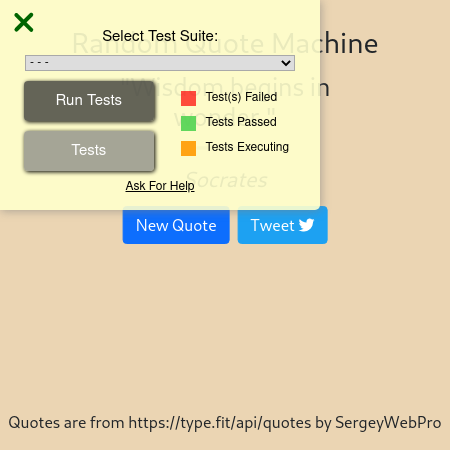 Select Test Suite:
Random Quote Machine
- - -
"Wisdom begins in
wonder."
Run Tests
Test(s) Failed
Tests Passed
Tests
Tests Executing
Socrates
Ask For Help
New Quote
Tweet
Quotes are from https://type.fit/api/quotes by SergeyWebPro